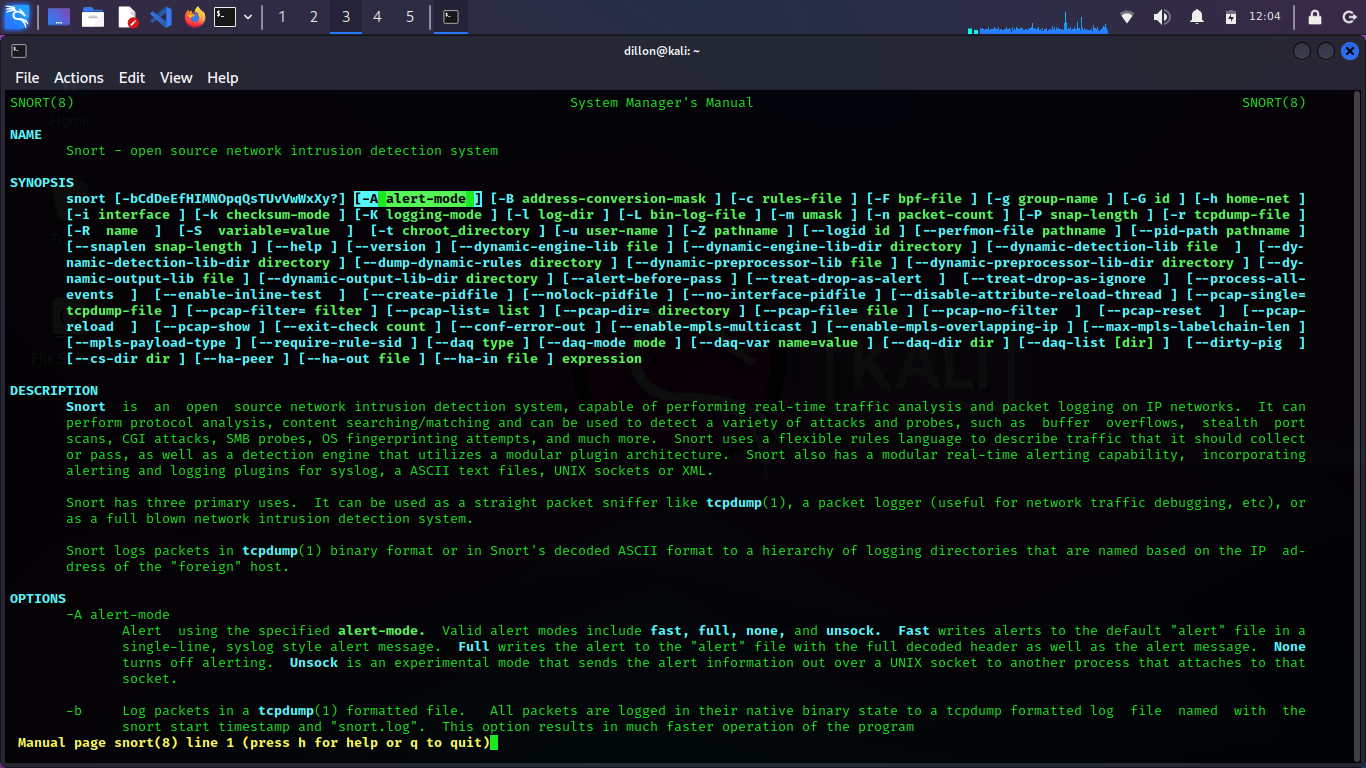 1 2 3 4 5 12:04
dillon@kali: ~
File Actions Edit View Help
SNORT(8) System Manager's Manual SNORT(8)
NAME
Snort - open source network intrusion detection system
SYNOPSIS
snort [-bCdDeEfHIMNOpqQsTUvVwWxXy?] [-A alert-mode ] [-B address-conversion-mask ] [-c rules-file ] [-F bpf-file ] [-g group-name ] [-G id ] [-h home-net ]
[-i interface ] [-k checksum-mode ] [-K logging-mode ] [-l log-dir ] [-L bin-log-file ] [-m umask ] [-n packet-count ] [-P snap-length ] [-r tcpdump-file ]
[-R name ] [-S variable=value ] [-t chroot_directory ] [-u user-name ] [-Z pathname ] [--logid id ] [--perfmon-file pathname ] [--pid-path pathname ]
[--snaplen snap-length ] [--help ] [--version ] [--dynamic-engine-lib file ] [--dynamic-engine-lib-dir directory ] [--dynamic-detection-lib file ] [--dy-
namic-detection-lib-dir directory ] [--dump-dynamic-rules directory ] [--dynamic-preprocessor-lib file ] [--dynamic-preprocessor-lib-dir directory ] [--dy-
namic-output-lib file ] [--dynamic-output-lib-dir directory ] [--alert-before-pass ] [--treat-drop-as-alert ] [--treat-drop-as-ignore ] [--process-all-
events ] [--enable-inline-test ] [--create-pidfile ] [--nolock-pidfile ] [--no-interface-pidfile ] [--disable-attribute-reload-thread ] [--pcap-single=
tcpdump-file ] [--pcap-filter= filter ] [--pcap-list= list ] [--pcap-dir= directory ] [--pcap-file= file ] [--pcap-no-filter ] [--pcap-reset ] [--pcap-
reload ] [--pcap-show ] [--exit-check count ] [--conf-error-out ] [--enable-mpls-multicast ] [--enable-mpls-overlapping-ip ] [--max-mpls-labelchain-len ]
[--mpls-payload-type ] [--require-rule-sid ] [--daq type ] [--daq-mode mode ] [--daq-var name=value ] [--daq-dir dir ] [--daq-list [dir] ] [--dirty-pig ]
[--cs-dir dir ] [--ha-peer ] [--ha-out file ] [--ha-in file ] expression
DESCRIPTION
Snort is an open source network intrusion detection system, capable of performing real-time traffic analysis and packet logging on IP networks. It can
perform protocol analysis, content searching/matching and can be used to detect a variety of attacks and probes, such as buffer overflows, stealth port
scans, CGI attacks, SMB probes, OS fingerprinting attempts, and much more. Snort uses a flexible rules language to describe traffic that it should collect
or pass, as well as a detection engine that utilizes a modular plugin architecture. Snort also has a modular real-time alerting capability, incorporating
alerting and logging plugins for syslog, a ASCII text files, UNIX sockets or XML.
Snort has three primary uses. It can be used as a straight packet sniffer like tcpdump(1), a packet logger (useful for network traffic debugging, etc), or
as a full blown network intrusion detection system.
Snort logs packets in tcpdump(1) binary format or in Snort's decoded ASCII format to a hierarchy of logging directories that are named based on the IP ad-
dress of the "foreign" host.
OPTIONS
-A alert-mode
Alert using the specified alert-mode. Valid alert modes include fast, full, none, and unsock. Fast writes alerts to the default "alert" file in a
single-line, syslog style alert message. Full writes the alert to the "alert" file with the full decoded header as well as the alert message. None
turns off alerting. Unsock is an experimental mode that sends the alert information out over a UNIX socket to another process that attaches to that
socket.
-b Log packets in a tcpdump(1) formatted file. All packets are logged in their native binary state to a tcpdump formatted log file named with the
snort start timestamp and "snort.log". This option results in much faster operation of the program
Manual page snort(8) line 1 (press h for help or q to quit)
Home
KALI